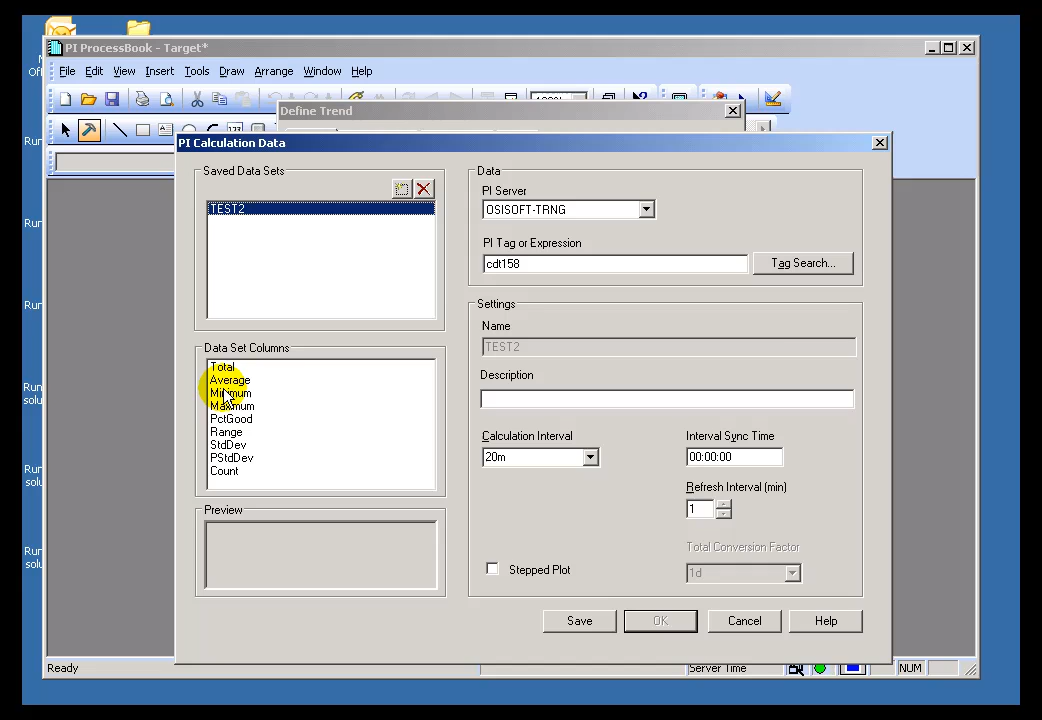 PI ProcessBook - Target*
File Edit View Insert Tools Draw Arrange Window Help
Define Trend
PI Calculation Data
Saved Data Sets
TEST2
Data Set Columns
Total
Average
Minimum
Maximum
PctGood
Range
StdDev
PStdDev
Count
Preview
Data
PI Server
OSISOFT-TRNG
PI Tag or Expression
cdt158
Tag Search...
Settings
Name
TEST2
Description
Calculation Interval
20m
Interval Sync Time
00:00:00
Refresh Interval (min)
1
Total Conversion Factor
1d
Stepped Plot
Save OK Cancel Help
Ready
Server Time
NUM